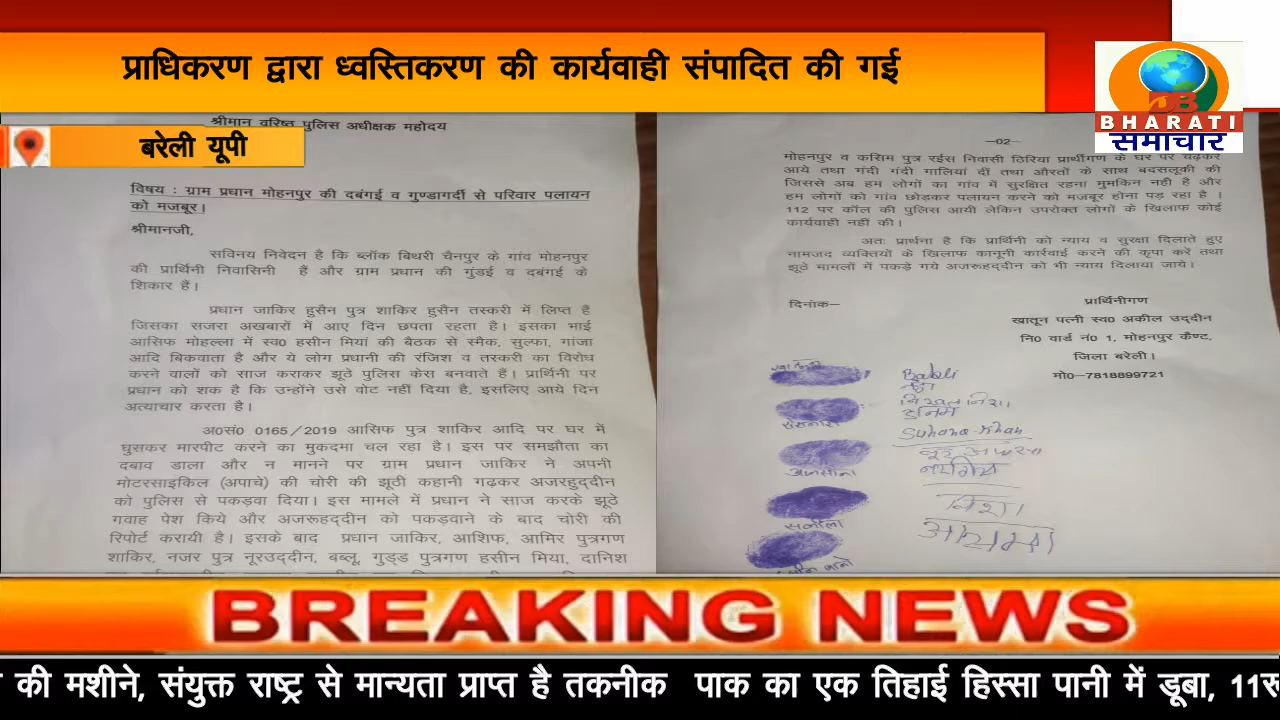 प्राधिकरण द्वारा ध्वस्तिकरण की कार्यवाही संपादित की गई
BHARATI
समाचार
बरेली यूपी
श्रीमान वरिष्ठ पुलिस अधीक्षक महोदय
विषय : ग्राम प्रधान मोहनपुर की दबंगई व गुण्डागर्दी से परिवार पलायन
को मजबूर।
श्रीमानजी,
सविनय निवेदन है कि ब्लॉक बिथरी चैनपुर के गांव मोहनपुर
की प्रार्थिनी निवासिनी हैं और ग्राम प्रधान की गुंडई व दबंगई के
शिकार हैं।
प्रधान जाकिर हुसैन पुत्र शाकिर हुसैन तस्करी में लिप्त हैं
जिसका सजरा अखबारों में आए दिन छपता रहता है। इसका भाई
आसिफ मोहल्ला में स्व0 हसीन मियां की बैठक से स्मैक, सुल्फा, गांजा
आदि बिकवाता है और ये लोग प्रधानी की रंजिश व तस्करी का विरोध
करने वालों को साज कराकर झूठे पुलिस केस बनवाते हैं। प्रार्थिनी पर
प्रधान को शक है कि उन्होंने उसे वोट नहीं दिया है, इसलिए आये दिन
अत्याचार करता है।
अ0सं0 0165/2019 आसिफ पुत्र शाकिर आदि पर घर में
घुसकर मारपीट करने का मुकदमा चल रहा है। इस पर समझौता का
दबाव डाला और न मानने पर ग्राम प्रधान जाकिर ने अपनी
मोटरसाइकिल (अपाचे) की चोरी की झूठी कहानी गढ़कर अजरहुद्दीन
को पुलिस से पकड़वा दिया। इस मामले में प्रधान ने साज करके झूठे
गवाह पेश किये और अजरूहददीन को पकड़वाने के बाद चोरी की
रिपोर्ट करायी है। इसके बाद प्रधान जाकिर, आशिफ, आमिर पुत्रगण
शाकिर, नजर पुत्र नूरउद्दीन, बब्लू, गुड्ड पुत्रगण हसीन मिया, दानिश
—02—
मोहनपुर व कसिम पुत्र रईस निवासी ठिरिया प्रार्थीगण के घर पर चढ़कर
आये तथा गंदी गंदी गालियां दीं तथा औरतों के साथ बदसलूकी की
जिससे अब हम लोगों का गांव में सुरक्षित रहना मुमकिन नही है और
हम लोगों को गांव छोड़कर पलायन करने को मजबूर होना पड़ रहा है ।
112 पर कॉल की पुलिस आयी लेकिन उपरोक्त लोगों के खिलाफ कोई
कार्यवाही नहीं की।
अतः प्रार्थना है कि प्रार्थिनी को न्याय व सुरक्षा दिलाते हुए
नामजद व्यक्तियों के खिलाफ कानूनी कार्रवाई करने की कृपा करें तथा
झूठे मामलों में पकड़े गये अजरूहद्दीन को भी न्याय दिलाया जाये।
दिनांक—
प्रार्थिनीगण
खातून पत्नी स्व0 अकील उद्दीन
नि0 वार्ड नं0 1, मोहनपुर कैण्ट,
जिला बरेली।
मो0—7818899721
Babli
Suhana khan
निशा
आसमा
BREAKING NEWS
की मशीने, संयुक्त राष्ट्र से मान्यता प्राप्त है तकनीक पाक का एक तिहाई हिस्सा पानी में डूबा, 11